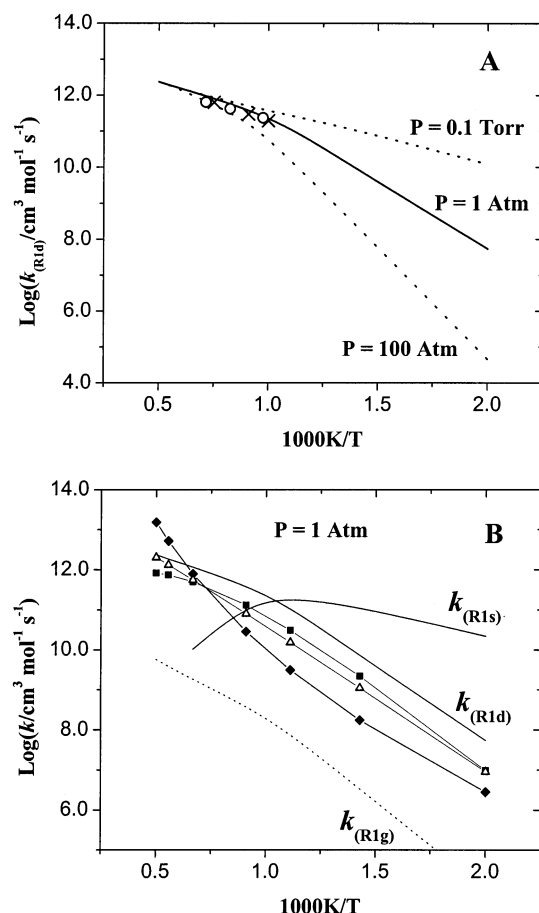 14.0
A
12.0
P = 0.1 Torr
10.0
P = 1 Atm
8.0
6.0
P = 100 Atm
4.0
0.5 1.0 1.5 2.0
1000K/T
Log(k(R1d)/cm³ mol⁻¹ s⁻¹)
14.0
P = 1 Atm B
12.0
k(R1s)
10.0
k(R1d)
8.0
6.0
k(R1g)
0.5 1.0 1.5 2.0
1000K/T
Log(k/cm³ mol⁻¹ s⁻¹)